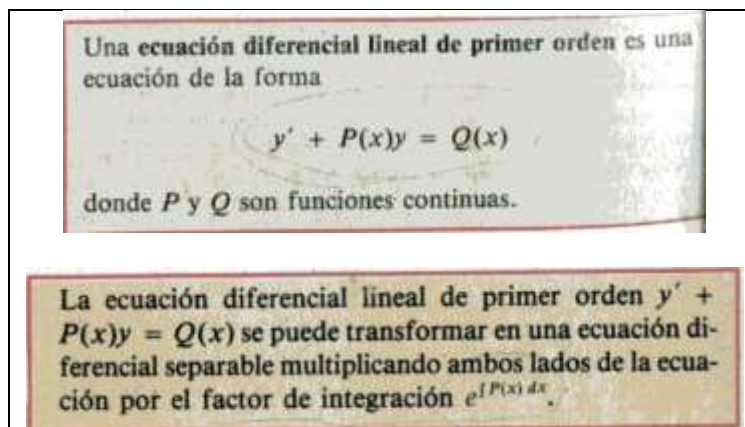 Una ecuación diferencial lineal de primer orden es una
ecuación de la forma
y′ + P(x)y = Q(x)
donde P y Q son funciones continuas.
La ecuación diferencial lineal de primer orden y′ +
P(x)y = Q(x) se puede transformar en una ecuación di-
ferencial separable multiplicando ambos lados de la ecua-
ción por el factor de integración e^{∫P(x) dx}.